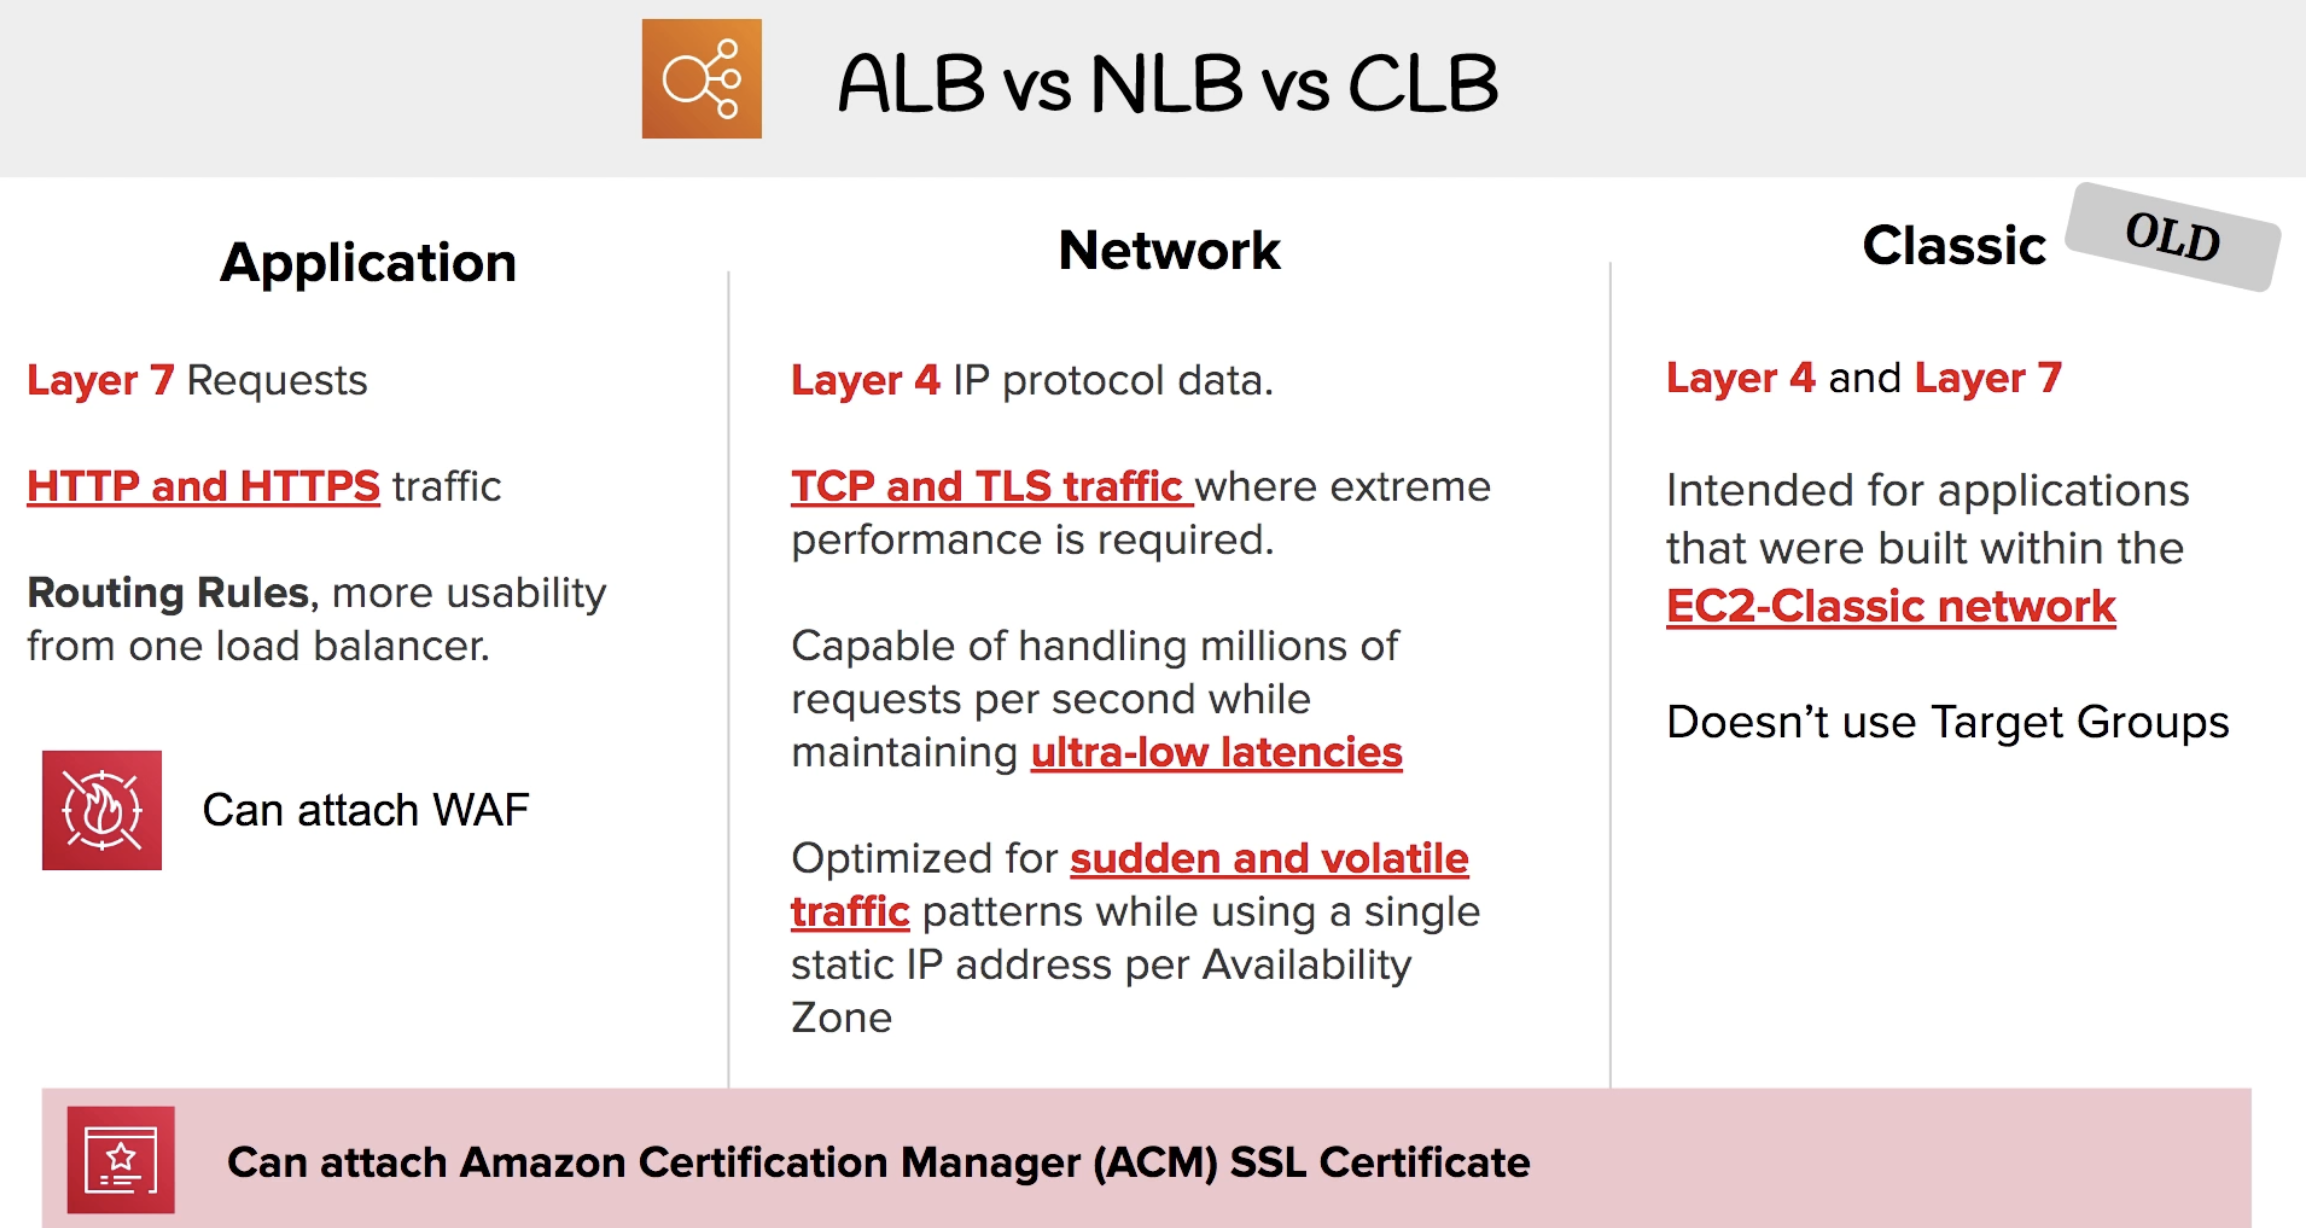 ALB vs NLB vs CLB
Application
Layer 7 Requests
HTTP and HTTPS traffic
Routing Rules, more usability
from one load balancer.
Can attach WAF
Network
Layer 4 IP protocol data.
TCP and TLS traffic where extreme
performance is required.
Capable of handling millions of
requests per second while
maintaining ultra-low latencies
Optimized for sudden and volatile
traffic patterns while using a single
static IP address per Availability
Zone
Classic
OLD
Layer 4 and Layer 7
Intended for applications
that were built within the
EC2-Classic network
Doesn’t use Target Groups
Can attach Amazon Certification Manager (ACM) SSL Certificate